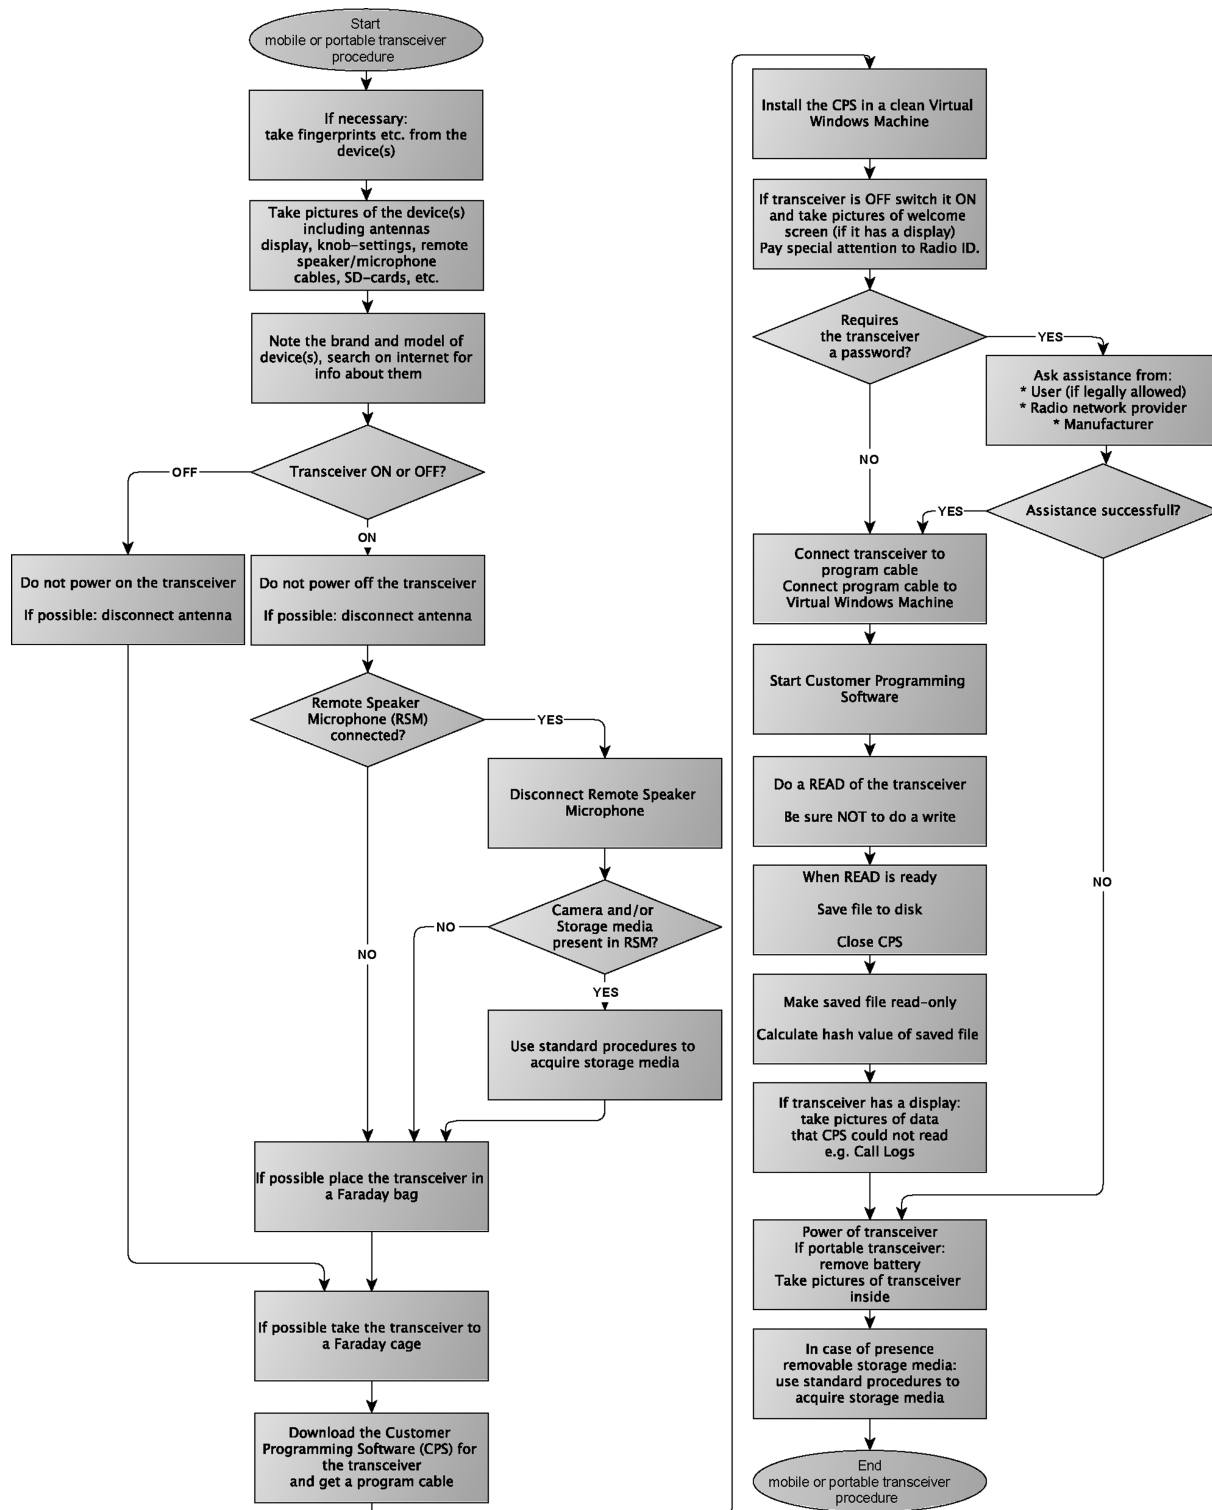 Start
mobile or portable transceiver
procedure
If necessary:
take fingerprints etc. from the
device(s)
Take pictures of the device(s)
including antennas
display, knob-settings, remote
speaker/microphone
cables, SD-cards, etc.
Note the brand and model of
device(s), search on internet for
info about them
Transceiver ON or OFF?
OFF
ON
Do not power on the transceiver
If possible: disconnect antenna
Do not power off the transceiver
If possible: disconnect antenna
Remote Speaker
Microphone (RSM)
connected?
YES
Disconnect Remote Speaker
Microphone
Camera and/or
Storage media
present in RSM?
NO
NO
YES
Use standard procedures to
acquire storage media
If possible place the transceiver in
a Faraday bag
If possible take the transceiver to
a Faraday cage
Download the Customer
Programming Software (CPS) for
the transceiver
and get a program cable
Install the CPS in a clean Virtual
Windows Machine
If transceiver is OFF switch it ON
and take pictures of welcome
screen (if it has a display)
Pay special attention to Radio ID.
Requires
the transceiver
a password?
YES
Ask assistance from:
* User (if legally allowed)
* Radio network provider
* Manufacturer
NO
Assistance successfull?
YES
Connect transceiver to
program cable
Connect program cable to
Virtual Windows Machine
Start Customer Programming
Software
Do a READ of the transceiver
Be sure NOT to do a write
When READ is ready
Save file to disk
Close CPS
NO
Make saved file read-only
Calculate hash value of saved file
If transceiver has a display:
take pictures of data
that CPS could not read
e.g. Call Logs
Power of transceiver
If portable transceiver:
remove battery
Take pictures of transceiver
inside
In case of presence
removable storage media:
use standard procedures to
acquire storage media
End
mobile or portable transceiver
procedure